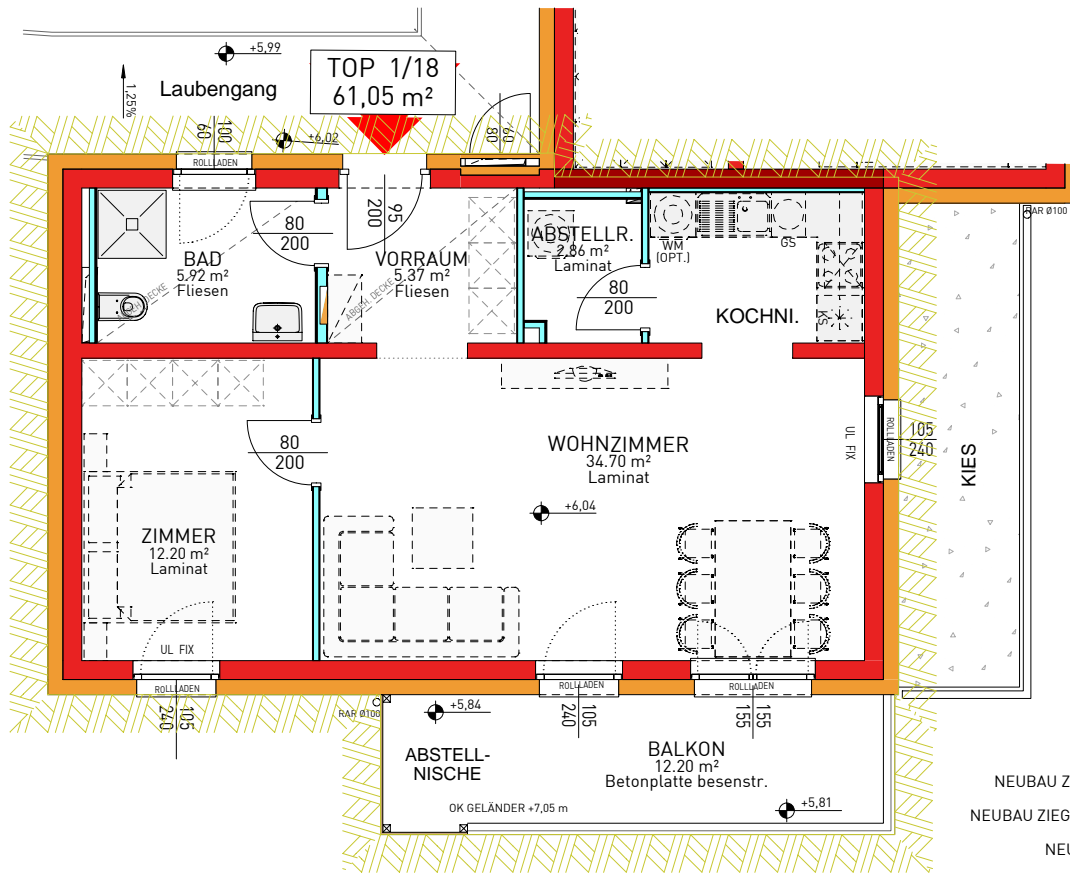 +5,99
TOP 1/18
61,05 m²
Laubengang
1,25%
+6,02
100
60
60
80
ROLLLADEN
RAR Ø100
95
200
80
200
BAD
5.92 m²
Fliesen
ABGEH. DECKE
VORRAUM
5.37 m²
Fliesen
ABGEH. DECKE
ABSTELLR.
2.86 m²
Laminat
80
200
WM
(OPT.)
GS
KS
KOCHNI.
80
200
WOHNZIMMER
34.70 m²
Laminat
+6,04
UL FIX
ROLLLADEN
105
240
KIES
ZIMMER
12.20 m²
Laminat
UL FIX
ROLLLADEN
ROLLLADEN
ROLLLADEN
105
240
RAR Ø100
+5,84
105
240
155
155
ABSTELL-
NISCHE
BALKON
12.20 m²
Betonplatte besenstr.
OK GELÄNDER +7,05 m
+5,81
NEUBAU Z
NEUBAU ZIEG
NEU